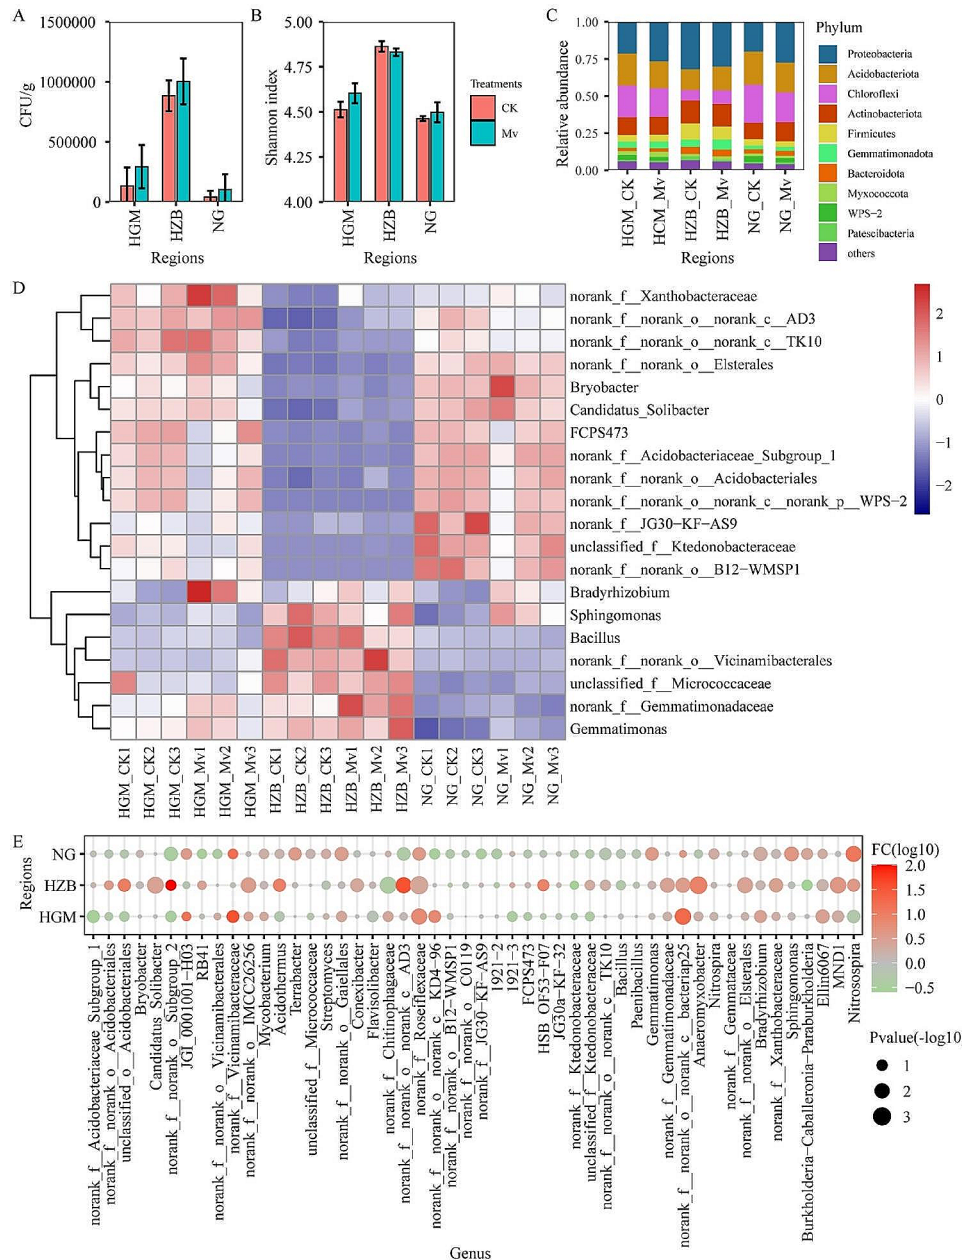 A
1500000
1000000
500000
0
CFU/g
HGM
HZB
NG
Regions
B
5.00
4.75
4.50
4.25
4.00
Shannon index
HGM
HZB
NG
Regions
Treatments
CK
Mv
C
1.00
0.75
0.50
0.25
0.00
Relative abundance
HGM_CK
HCM_Mv
HZB_CK
HZB_Mv
NG_CK
NG_Mv
Regions
Phylum
Proteobacteria
Acidobacteriota
Chloroflexi
Actinobacteriota
Firmicutes
Gemmatimonadota
Bacteroidota
Myxococcota
WPS-2
Patescibacteria
others
D
norank_f__Xanthobacteraceae
norank_f__norank_o__norank_c__AD3
norank_f__norank_o__norank_c__TK10
norank_f__norank_o__Elsterales
Bryobacter
Candidatus_Solibacter
FCPS473
norank_f__Acidobacteriaceae_Subgroup_1
norank_f__norank_o__Acidobacteriales
norank_f__norank_o__norank_c__norank_p__WPS-2
norank_f__JG30-KF-AS9
unclassified_f__Ktedonobacteraceae
norank_f__norank_o__B12-WMSP1
Bradyrhizobium
Sphingomonas
Bacillus
norank_f__norank_o__Vicinamibacterales
unclassified_f__Micrococcaceae
norank_f__Gemmatimonadaceae
Gemmatimonas
HGM_CK1
HGM_CK2
HGM_CK3
HGM_Mv1
HGM_Mv2
HGM_Mv3
HZB_CK1
HZB_CK2
HZB_CK3
HZB_Mv1
HZB_Mv2
HZB_Mv3
NG_CK1
NG_CK2
NG_CK3
NG_Mv1
NG_Mv2
NG_Mv3
2
1
0
−1
−2
E
Regions
NG
HZB
HGM
norank_f__Acidobacteriaceae_Subgroup_1
norank_f__norank_o__Acidobacteriales
unclassified_o__Acidobacteriales
Bryobacter
Candidatus_Solibacter
norank_f__norank_o__Subgroup_2
JGI_0001001-H03
RB41
norank_f__norank_o__Vicinamibacterales
norank_f__Vicinamibacteraceae
norank_f__norank_o__IMCC26256
Mycobacterium
Acidothermus
Terrabacter
unclassified_f__Micrococcaceae
Streptomyces
norank_f__norank_o__Gaiellales
Conexibacter
Flavisolibacter
norank_f__Chitinophagaceae
norank_f__norank_o__norank_c__AD3
norank_f__Roseiflexaceae
norank_f__norank_o__norank_c__KD4-96
norank_f__norank_o__B12-WMSP1
norank_f__norank_o__C0119
norank_f__JG30-KF-AS9
1921-2
1921-3
FCPS473
HSB_OF53-F07
JG30a-KF-32
norank_f__Ktedonobacteraceae
unclassified_f__Ktedonobacteraceae
norank_f__norank_o__norank_c__TK10
Bacillus
Paenibacillus
Gemmatimonas
norank_f__Gemmatimonadaceae
norank_f__norank_o__norank_c__bacteriap25
Anaeromyxobacter
Nitrospira
norank_f__Gemmataceae
norank_f__norank_o__Elsterales
Bradyrhizobium
norank_f__Xanthobacteraceae
Sphingomonas
Burkholderia-Caballeronia-Paraburkholderia
Ellin6067
MND1
Nitrosospira
Genus
FC(log10)
2.0
1.5
1.0
0.5
0.0
−0.5
Pvalue(-log10
1
2
3